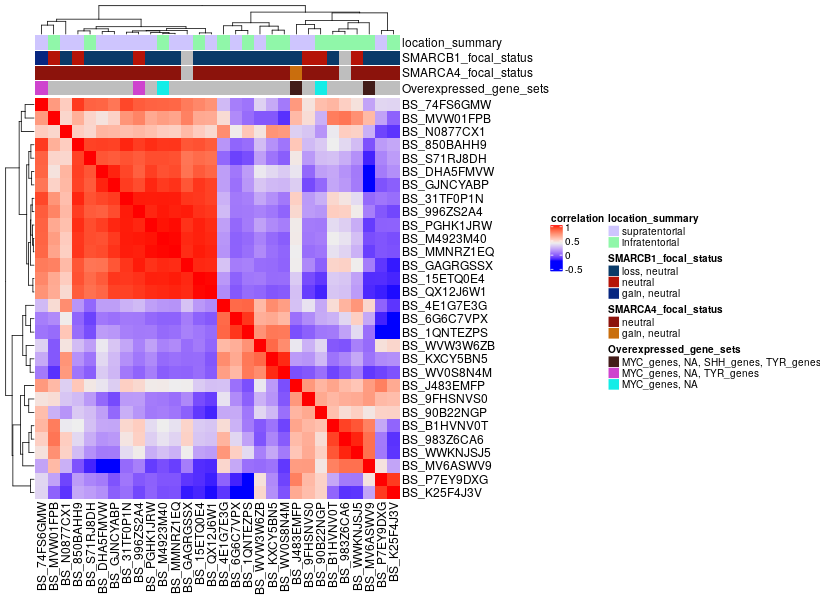 location_summary
SMARCB1_focal_status
SMARCA4_focal_status
Overexpressed_gene_sets
BS_74FS6GMW
BS_MVW01FPB
BS_N0877CX1
BS_850BAHH9
BS_S71RJ8DH
BS_DHA5FMVW
BS_GJNCYABP
BS_31TF0P1N
BS_996ZS2A4
BS_PGHK1JRW
BS_M4923M40
BS_MMNRZ1EQ
BS_GAGRGSSX
BS_15ETQ0E4
BS_QX12J6W1
BS_4E1G7E3G
BS_6G6C7VPX
BS_1QNTEZPS
BS_WVW3W6ZB
BS_KXCY5BN5
BS_WV0S8N4M
BS_J483EMFP
BS_9FHSNVS0
BS_90B22NGP
BS_B1HVNV0T
BS_983Z6CA6
BS_WWKNJSJ5
BS_MV6ASWV9
BS_P7EY9DXG
BS_K25F4J3V
BS_74FS6GMW
BS_MVW01FPB
BS_N0877CX1
BS_850BAHH9
BS_S71RJ8DH
BS_DHA5FMVW
BS_GJNCYABP
BS_31TF0P1N
BS_996ZS2A4
BS_PGHK1JRW
BS_M4923M40
BS_MMNRZ1EQ
BS_GAGRGSSX
BS_15ETQ0E4
BS_QX12J6W1
BS_4E1G7E3G
BS_6G6C7VPX
BS_1QNTEZPS
BS_WVW3W6ZB
BS_KXCY5BN5
BS_WV0S8N4M
BS_J483EMFP
BS_9FHSNVS0
BS_90B22NGP
BS_B1HVNV0T
BS_983Z6CA6
BS_WWKNJSJ5
BS_MV6ASWV9
BS_P7EY9DXG
BS_K25F4J3V
correlation
1
0.5
0
-0.5
location_summary
supratentorial
infratentorial
SMARCB1_focal_status
loss, neutral
neutral
gain, neutral
SMARCA4_focal_status
neutral
gain, neutral
Overexpressed_gene_sets
MYC_genes, NA, SHH_genes, TYR_genes
MYC_genes, NA, TYR_genes
MYC_genes, NA